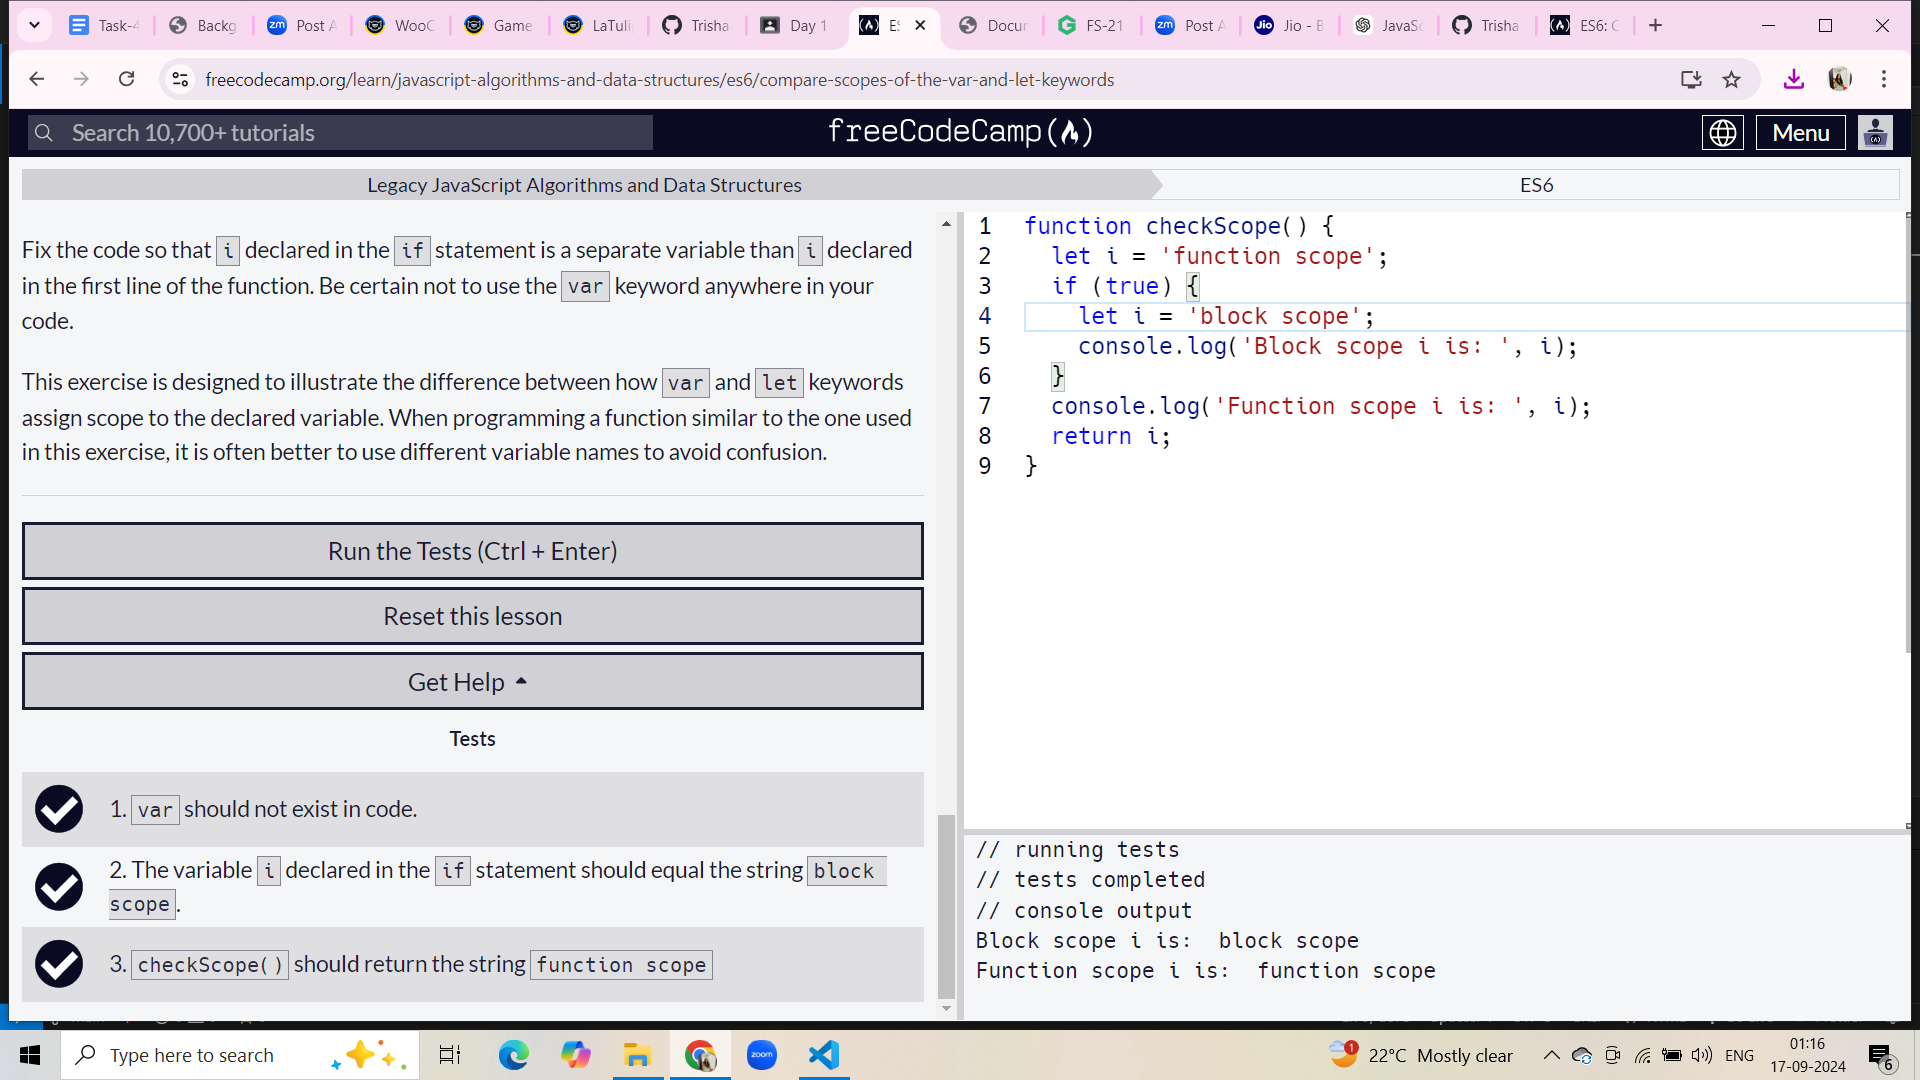 Task-4
Backg
Post A
WooC
Game
LaTuli
Trisha
Day 1
ES
Docur
FS-21
Post A
Jio - B
JavaSc
Trisha
ES6: C
freecodecamp.org/learn/javascript-algorithms-and-data-structures/es6/compare-scopes-of-the-var-and-let-keywords
Search 10,700+ tutorials
freeCodeCamp
Menu
Legacy JavaScript Algorithms and Data Structures
ES6
Fix the code so that i declared in the if statement is a separate variable than i declared
in the first line of the function. Be certain not to use the var keyword anywhere in your
code.
This exercise is designed to illustrate the difference between how var and let keywords
assign scope to the declared variable. When programming a function similar to the one used
in this exercise, it is often better to use different variable names to avoid confusion.
Run the Tests (Ctrl + Enter)
Reset this lesson
Get Help
Tests
1. var should not exist in code.
2. The variable i declared in the if statement should equal the string block
scope.
3. checkScope() should return the string function scope
1 function checkScope() {
2 let i = 'function scope';
3 if (true) {
4 let i = 'block scope';
5 console.log('Block scope i is: ', i);
6 }
7 console.log('Function scope i is: ', i);
8 return i;
9 }
// running tests
// tests completed
// console output
Block scope i is:  block scope
Function scope i is:  function scope
Type here to search
zoom
1
22°C Mostly clear
ENG
01:16
17-09-2024
6